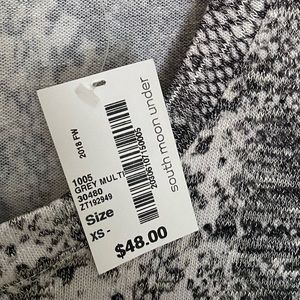 2018 FW
south moon under
1005
GREY MULTI
30480
ZT192949
Size
XS -
$48.00